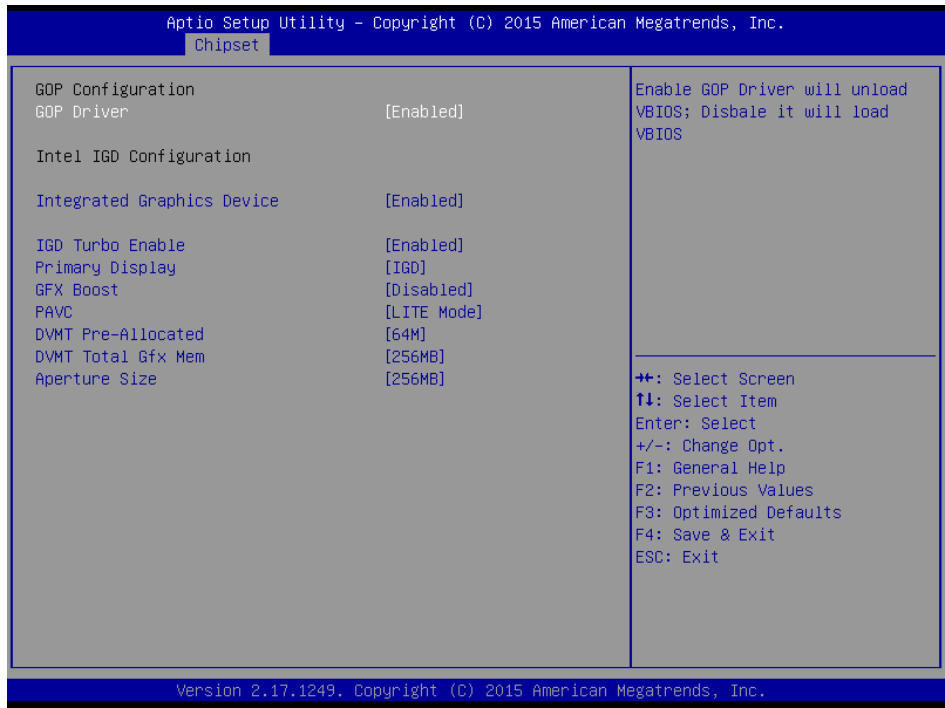 Aptio Setup Utility – Copyright (C) 2015 American Megatrends, Inc.
Chipset
GOP Configuration
GOP Driver [Enabled]
Intel IGD Configuration
Integrated Graphics Device [Enabled]
IGD Turbo Enable [Enabled]
Primary Display [IGD]
GFX Boost [Disabled]
PAVC [LITE Mode]
DVMT Pre-Allocated [64M]
DVMT Total Gfx Mem [256MB]
Aperture Size [256MB]
Enable GOP Driver will unload
VBIOS; Disbale it will load
VBIOS
→←: Select Screen
↑↓: Select Item
Enter: Select
+/-: Change Opt.
F1: General Help
F2: Previous Values
F3: Optimized Defaults
F4: Save & Exit
ESC: Exit
Version 2.17.1249. Copyright (C) 2015 American Megatrends, Inc.